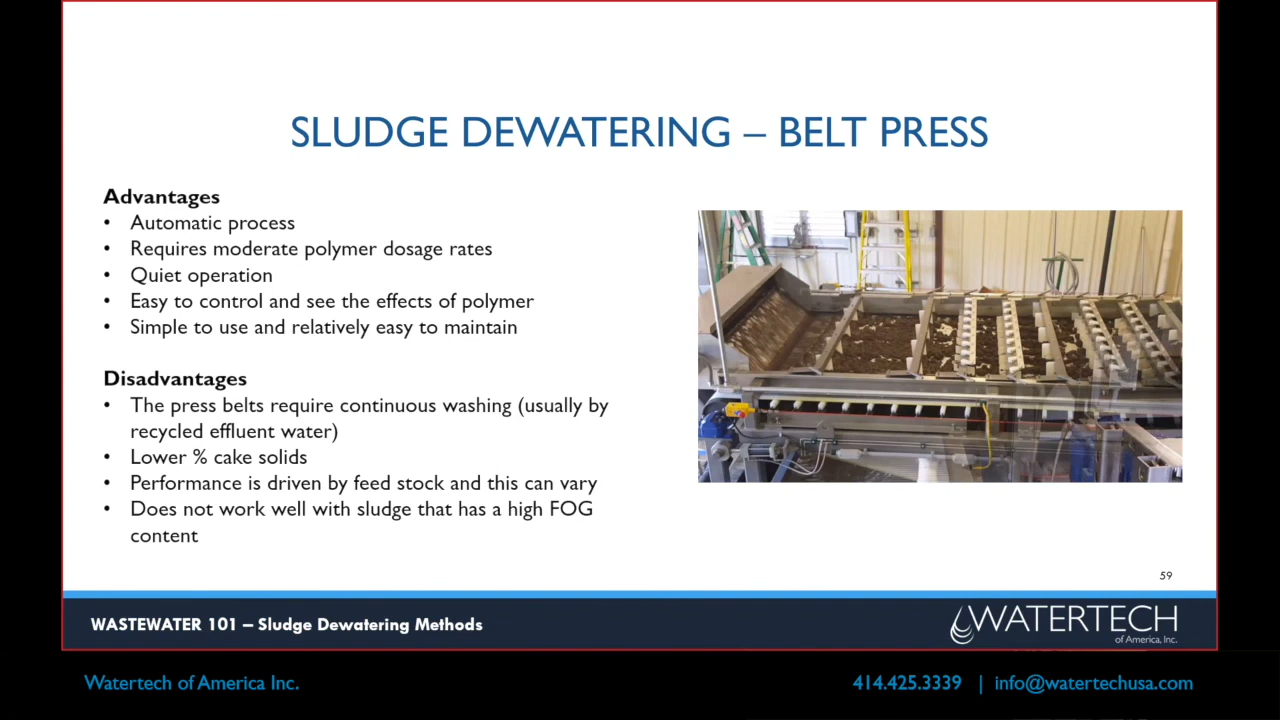 SLUDGE DEWATERING – BELT PRESS
Advantages
• Automatic process
• Requires moderate polymer dosage rates
• Quiet operation
• Easy to control and see the effects of polymer
• Simple to use and relatively easy to maintain
Disadvantages
• The press belts require continuous washing (usually by
recycled effluent water)
• Lower % cake solids
• Performance is driven by feed stock and this can vary
• Does not work well with sludge that has a high FOG
content
59
WASTEWATER 101 – Sludge Dewatering Methods
WATERTECH
of America, Inc.
Watertech of America Inc.
414.425.3339 | info@watertechusa.com